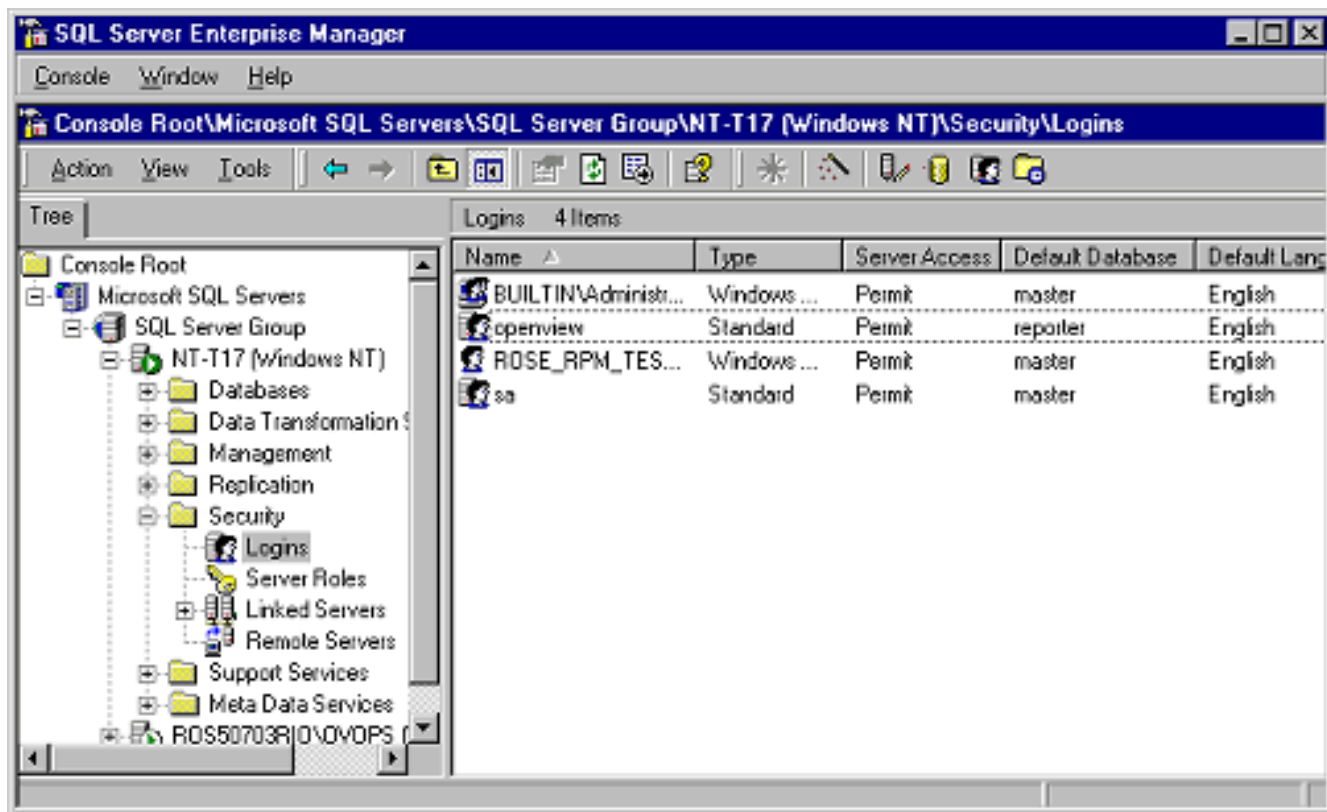 SQL Server Enterprise Manager
Console Window Help
Console Root\Microsoft SQL Servers\SQL Server Group\NT-T17 (Windows NT)\Security\Logins
Action View Tools
Tree
Logins 4 Items
Name Type Server Access Default Database Default Lang
BUILTIN\Administr... Windows ... Permit master English
openview Standard Permit reporter English
ROSE_RPM_TES... Windows ... Permit master English
sa Standard Permit master English
Console Root
Microsoft SQL Servers
SQL Server Group
NT-T17 (Windows NT)
Databases
Data Transformation S
Management
Replication
Security
Logins
Server Roles
Linked Servers
Remote Servers
Support Services
Meta Data Services
ROS50703RIO\OVOPS (